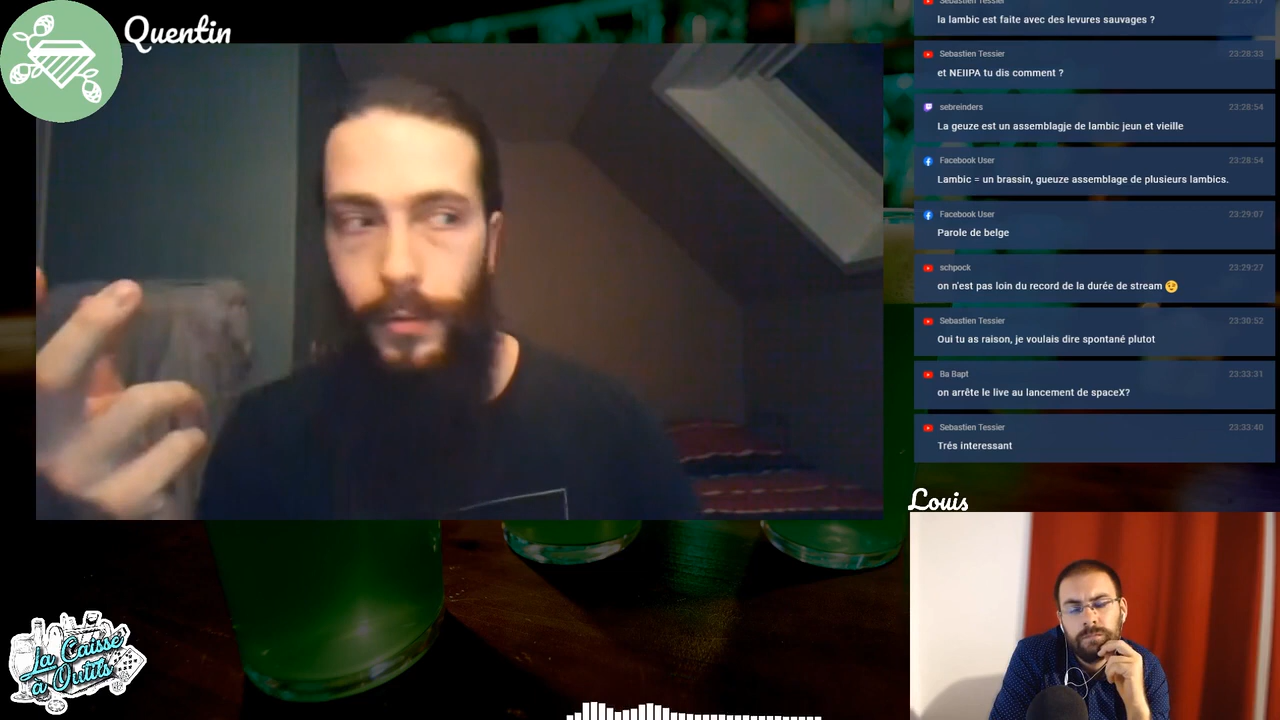 Quentin
Sebastien Tessier 23:28:17
la lambic est faite avec des levures sauvages ?
Sebastien Tessier 23:28:33
et NEIIPA tu dis comment ?
sebreinders 23:28:54
La geuze est un assemblagje de lambic jeun et vieille
Facebook User 23:28:54
Lambic = un brassin, gueuze assemblage de plusieurs lambics.
Facebook User 23:29:07
Parole de belge
schpock 23:29:27
on n'est pas loin du record de la durée de stream 😉
Sebastien Tessier 23:30:52
Oui tu as raison, je voulais dire spontané plutot
Ba Bapt 23:33:31
on arrête le live au lancement de spaceX?
Sebastien Tessier 23:33:40
Trés interessant
Louis
La Caisse
à Outils